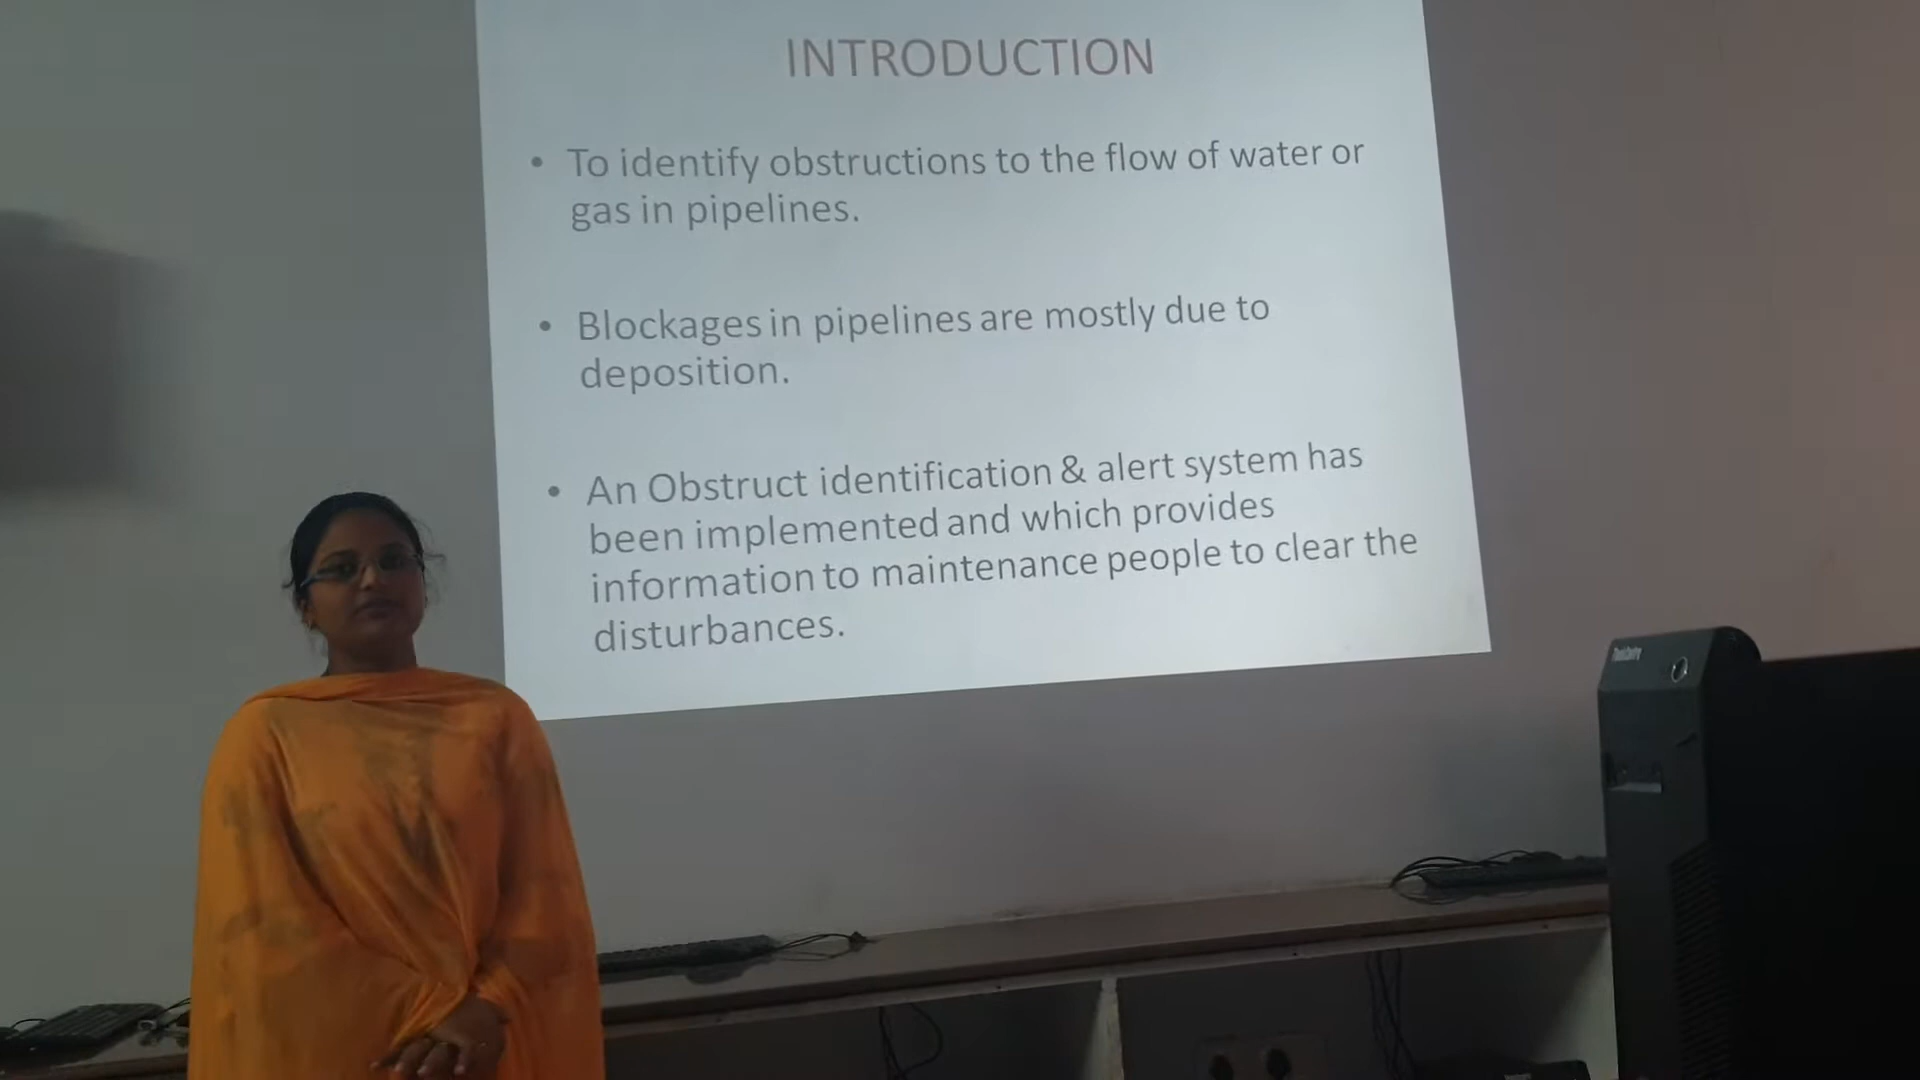 INTRODUCTION
• To identify obstructions to the flow of water or
gas in pipelines.
• Blockages in pipelines are mostly due to
deposition.
• An Obstruct identification & alert system has
been implemented and which provides
information to maintenance people to clear the
disturbances.
ThinkCentre